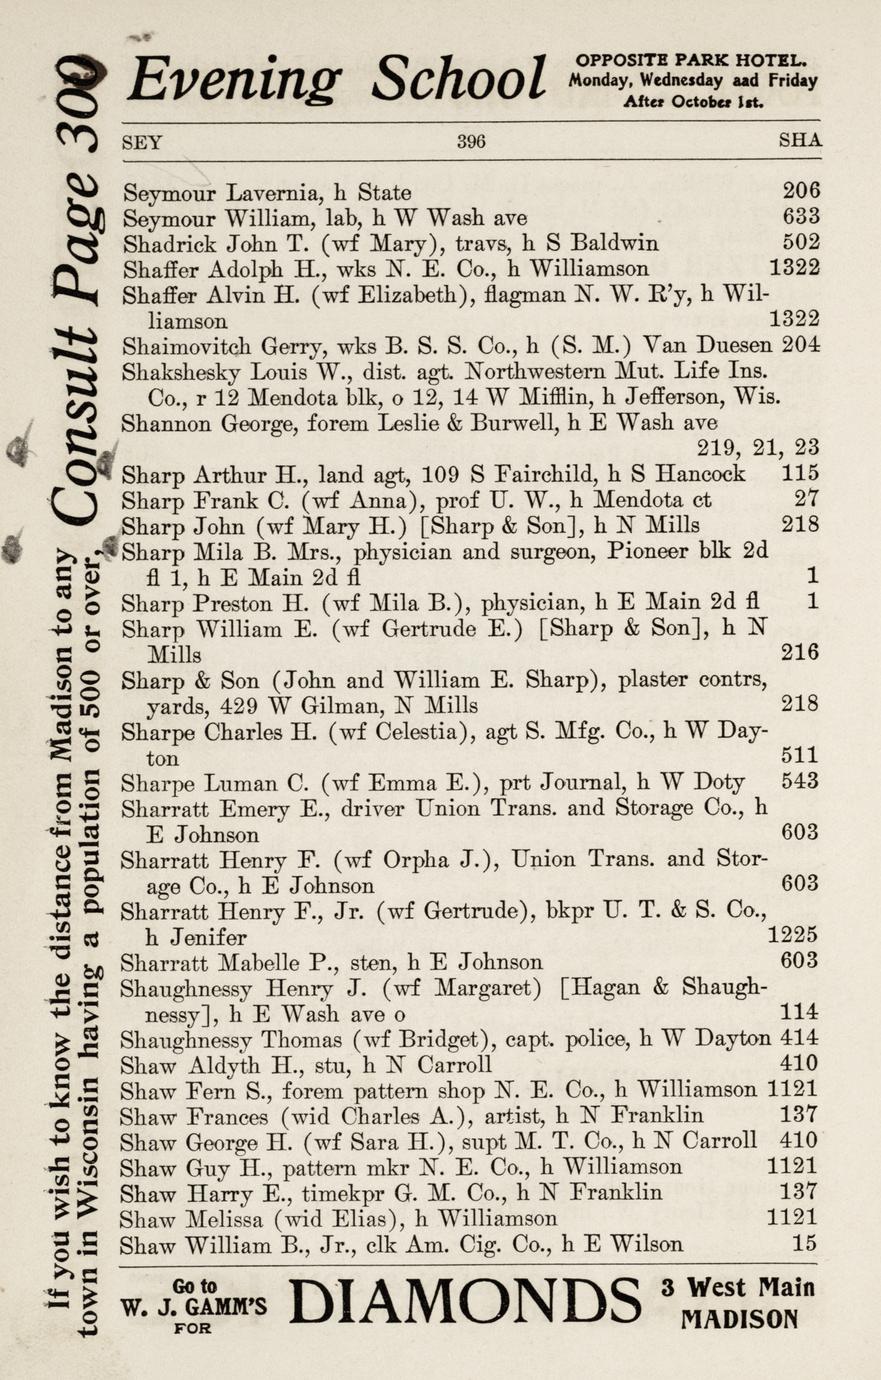 Evening School
OPPOSITE PARK HOTEL.
Monday, Wednesday aad Friday
After October 1st.
SEY 396 SHA
Seymour Lavernia, h State 206
Seymour William, lab, h W Wash ave 633
Shadrick John T. (wf Mary), travs, h S Baldwin 502
Shaffer Adolph H., wks N. E. Co., h Williamson 1322
Shaffer Alvin H. (wf Elizabeth), flagman N. W. R'y, h Wil-
liamson 1322
Shaimovitch Gerry, wks B. S. S. Co., h (S. M.) Van Duesen 204
Shakshesky Louis W., dist. agt. Northwestern Mut. Life Ins.
Co., r 12 Mendota blk, o 12, 14 W Mifflin, h Jefferson, Wis.
Shannon George, forem Leslie & Burwell, h E Wash ave
219, 21, 23
Sharp Arthur H., land agt, 109 S Fairchild, h S Hancock 115
Sharp Frank C. (wf Anna), prof U. W., h Mendota ct 27
Sharp John (wf Mary H.) [Sharp & Son], h N Mills 218
Sharp Mila B. Mrs., physician and surgeon, Pioneer blk 2d
fl 1, h E Main 2d fl 1
Sharp Preston H. (wf Mila B.), physician, h E Main 2d fl 1
Sharp William E. (wf Gertrude E.) [Sharp & Son], h N
Mills 216
Sharp & Son (John and William E. Sharp), plaster contrs,
yards, 429 W Gilman, N Mills 218
Sharpe Charles H. (wf Celestia), agt S. Mfg. Co., h W Day-
ton 511
Sharpe Luman C. (wf Emma E.), prt Journal, h W Doty 543
Sharratt Emery E., driver Union Trans. and Storage Co., h
E Johnson 603
Sharratt Henry F. (wf Orpha J.), Union Trans. and Stor-
age Co., h E Johnson 603
Sharratt Henry F., Jr. (wf Gertrude), bkpr U. T. & S. Co.,
h Jenifer 1225
Sharratt Mabelle P., sten, h E Johnson 603
Shaughnessy Henry J. (wf Margaret) [Hagan & Shaugh-
nessy], h E Wash ave o 114
Shaughnessy Thomas (wf Bridget), capt. police, h W Dayton 414
Shaw Aldyth H., stu, h N Carroll 410
Shaw Fern S., forem pattern shop N. E. Co., h Williamson 1121
Shaw Frances (wid Charles A.), artist, h N Franklin 137
Shaw George H. (wf Sara H.), supt M. T. Co., h N Carroll 410
Shaw Guy H., pattern mkr N. E. Co., h Williamson 1121
Shaw Harry E., timekpr G. M. Co., h N Franklin 137
Shaw Melissa (wid Elias), h Williamson 1121
Shaw William B., Jr., clk Am. Cig. Co., h E Wilson 15
Go to
W. J. GAMM'S
FOR
DIAMONDS
3 West Main
MADISON
If you wish to know the distance from Madison to any
town in Wisconsin having a population of 500 or over,
Consult Page 300